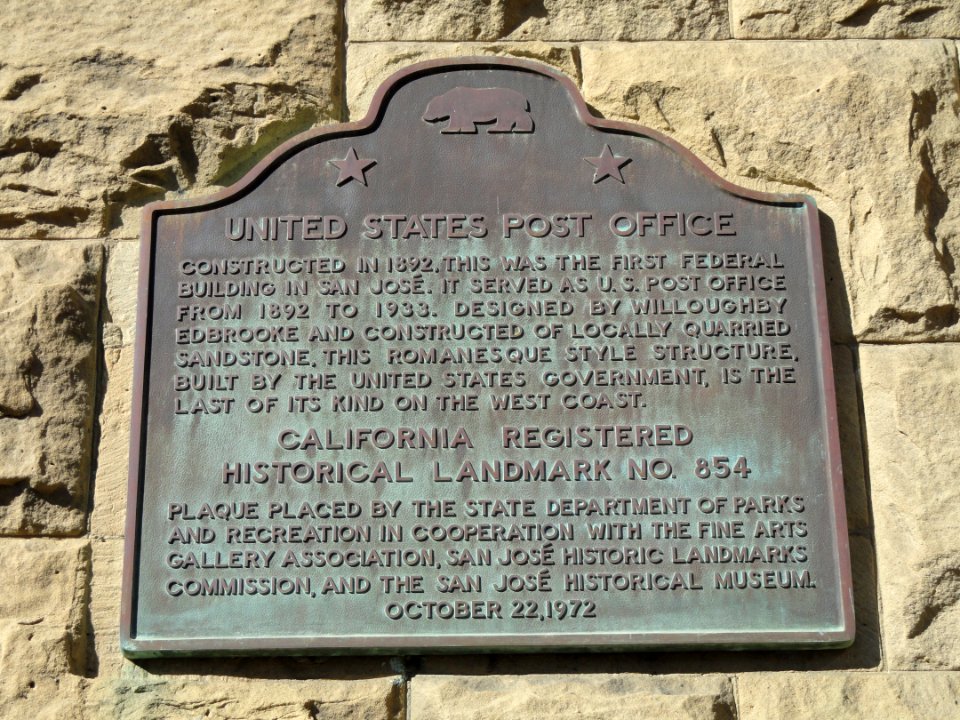 UNITED STATES POST OFFICE
CONSTRUCTED IN 1892, THIS WAS THE FIRST FEDERAL
BUILDING IN SAN JOSÉ. IT SERVED AS U.S. POST OFFICE
FROM 1892 TO 1933. DESIGNED BY WILLOUGHBY
EDBROOKE AND CONSTRUCTED OF LOCALLY QUARRIED
SANDSTONE, THIS ROMANESQUE STYLE STRUCTURE,
BUILT BY THE UNITED STATES GOVERNMENT, IS THE
LAST OF ITS KIND ON THE WEST COAST.
CALIFORNIA REGISTERED
HISTORICAL LANDMARK NO. 854
PLAQUE PLACED BY THE STATE DEPARTMENT OF PARKS
AND RECREATION IN COOPERATION WITH THE FINE ARTS
GALLERY ASSOCIATION, SAN JOSÉ HISTORIC LANDMARKS
COMMISSION, AND THE SAN JOSÉ HISTORICAL MUSEUM.
OCTOBER 22, 1972